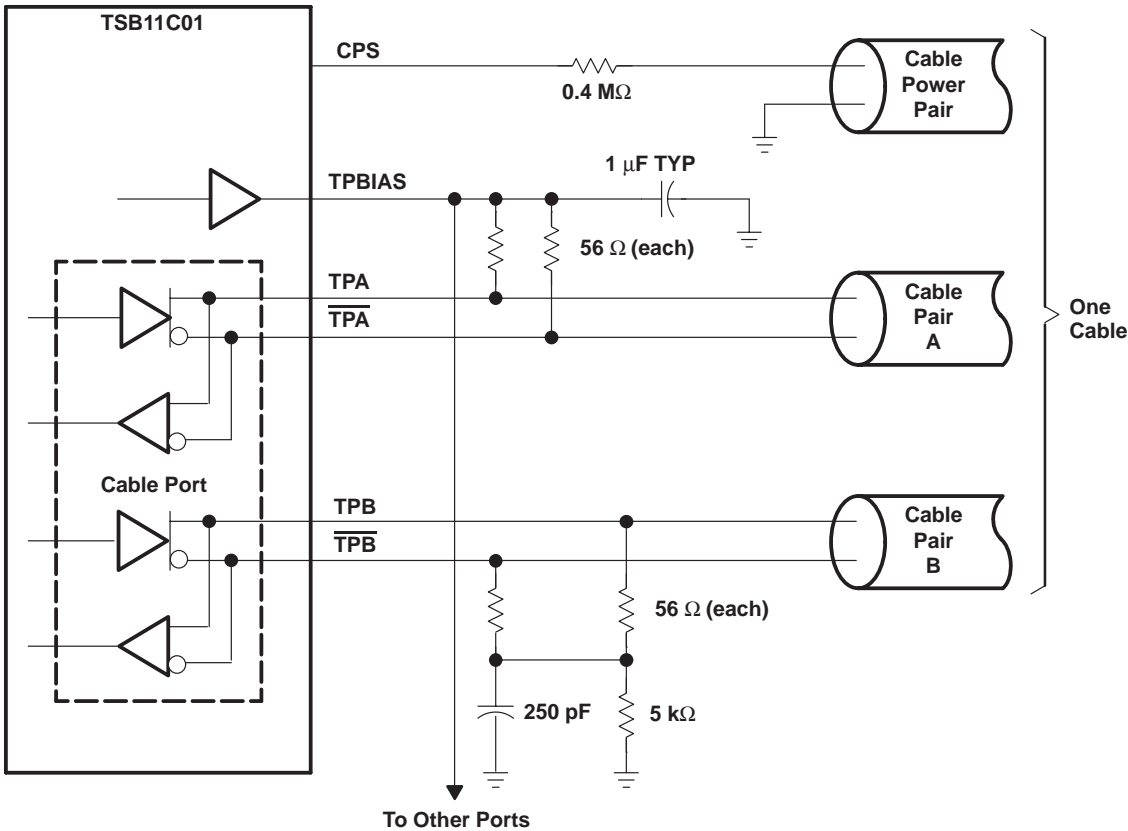 TSB11C01
CPS
0.4 MΩ
Cable
Power
Pair
TPBIAS
1 μF TYP
56 Ω (each)
TPA
TPA
Cable
Pair
A
One
Cable
Cable Port
TPB
TPB
Cable
Pair
B
56 Ω (each)
250 pF
5 kΩ
To Other Ports